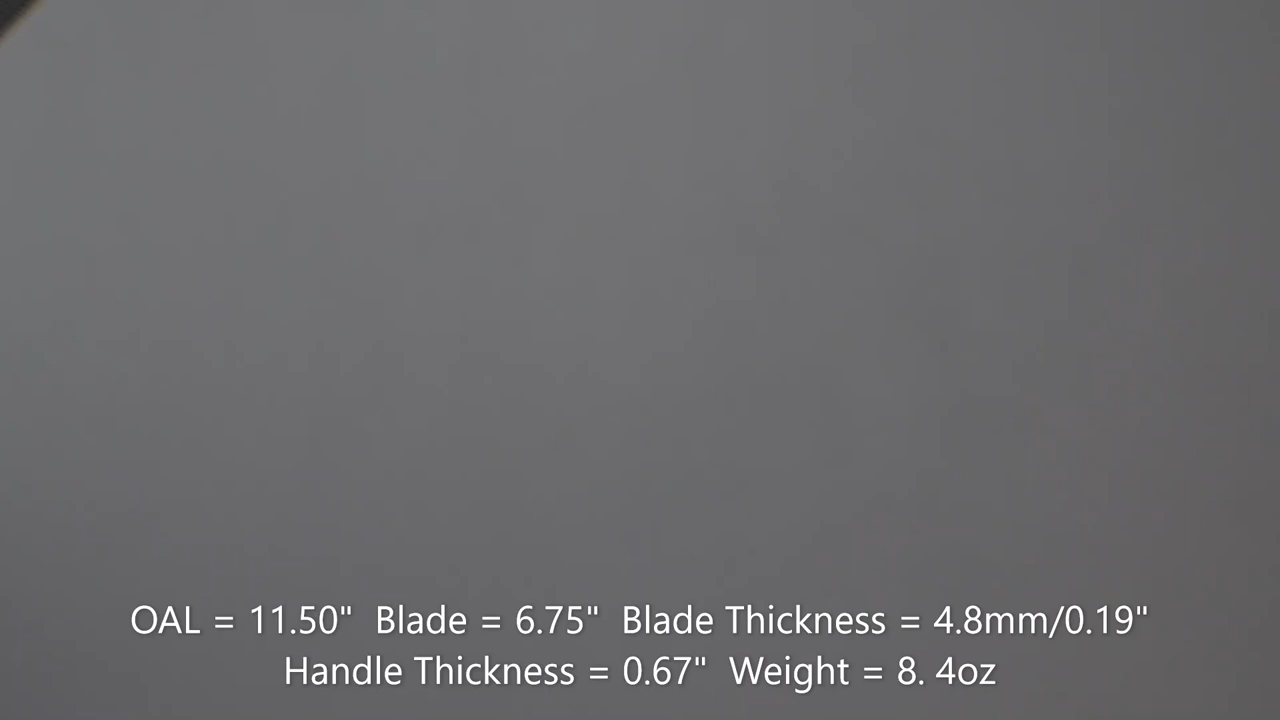 OAL = 11.50"  Blade = 6.75"  Blade Thickness = 4.8mm/0.19"
Handle Thickness = 0.67"  Weight = 8. 4oz